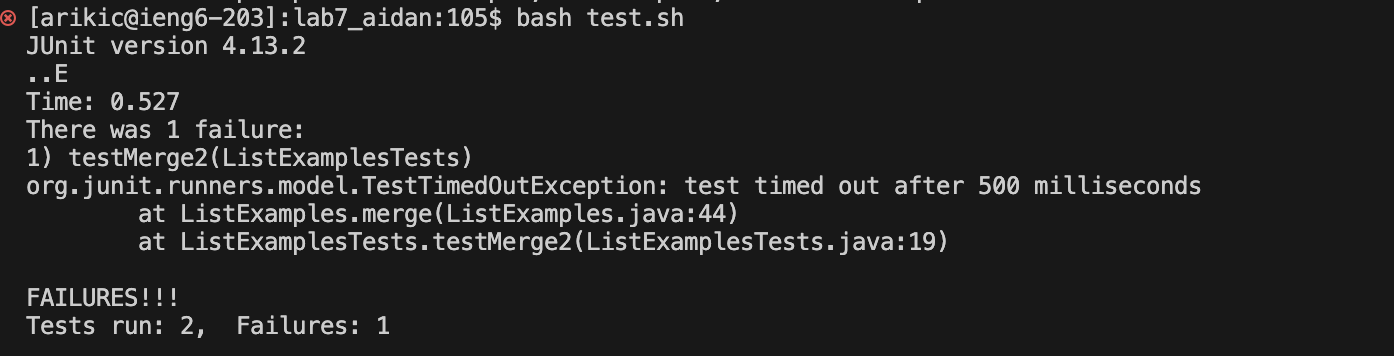 [arikic@ieng6-203]:lab7_aidan:105$ bash test.sh
JUnit version 4.13.2
..E
Time: 0.527
There was 1 failure:
1) testMerge2(ListExamplesTests)
org.junit.runners.model.TestTimedOutException: test timed out after 500 milliseconds
        at ListExamples.merge(ListExamples.java:44)
        at ListExamplesTests.testMerge2(ListExamplesTests.java:19)

FAILURES!!!
Tests run: 2,  Failures: 1